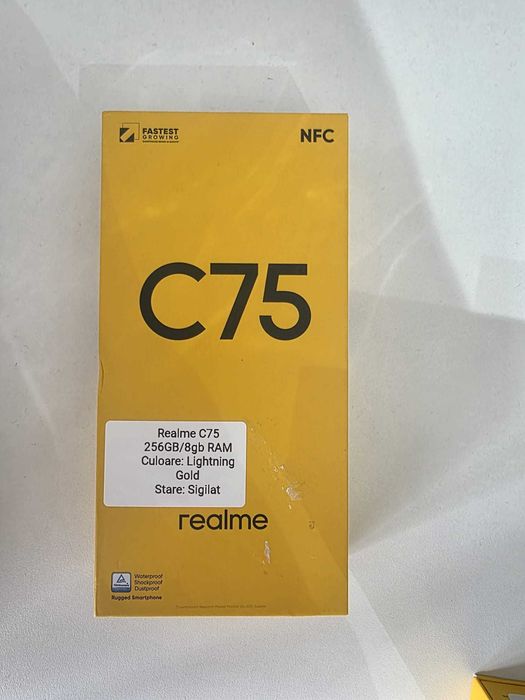 FASTEST
GROWING
NFC
C75
Realme C75
256GB/8gb RAM
Culoare: Lightning
Gold
Stare: Sigilat
realme
Waterproof
Shockproof
Dustproof
Rugged Smartphone